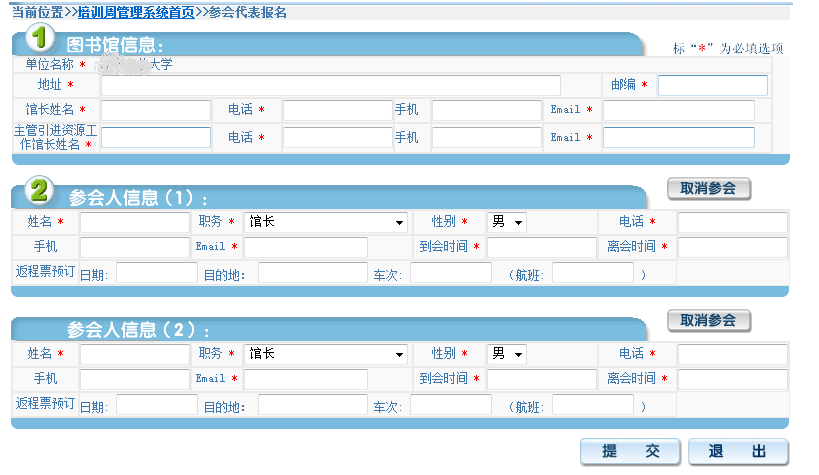 当前位置>>培训周管理系统首页>>参会代表报名
1 图书馆信息:
标“*”为必填选项
单位名称 * 大学
地址 * 邮编 *
馆长姓名 * 电话 * 手机 Email *
主管引进资源工作馆长姓名 * 电话 * 手机 Email *
2 参会人信息(1): 取消参会
姓名 * 职务 * 馆长 性别 * 男 电话 *
手机 Email * 到会时间 * 离会时间 *
返程票预订 日期: 目的地: 车次: (航班: )
参会人信息(2): 取消参会
姓名 * 职务 * 馆长 性别 * 男 电话 *
手机 Email * 到会时间 * 离会时间 *
返程票预订 日期: 目的地: 车次: (航班: )
提 交 退 出